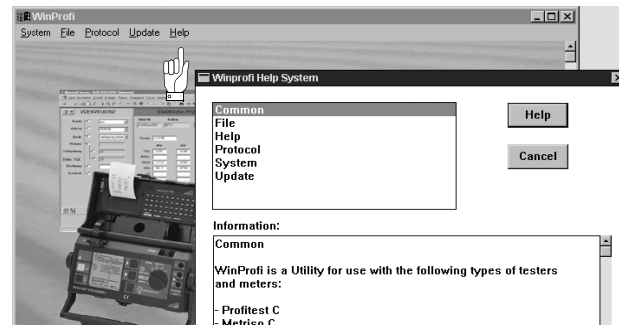 WinProfi
System File Protocol Update Help
Winprofi Help System
Common
File
Help
Protocol
System
Update
Help
Cancel
Information:
Common
WinProfi is a Utility for use with the following types of testers
and meters:
- Profitest C
- Metriso C